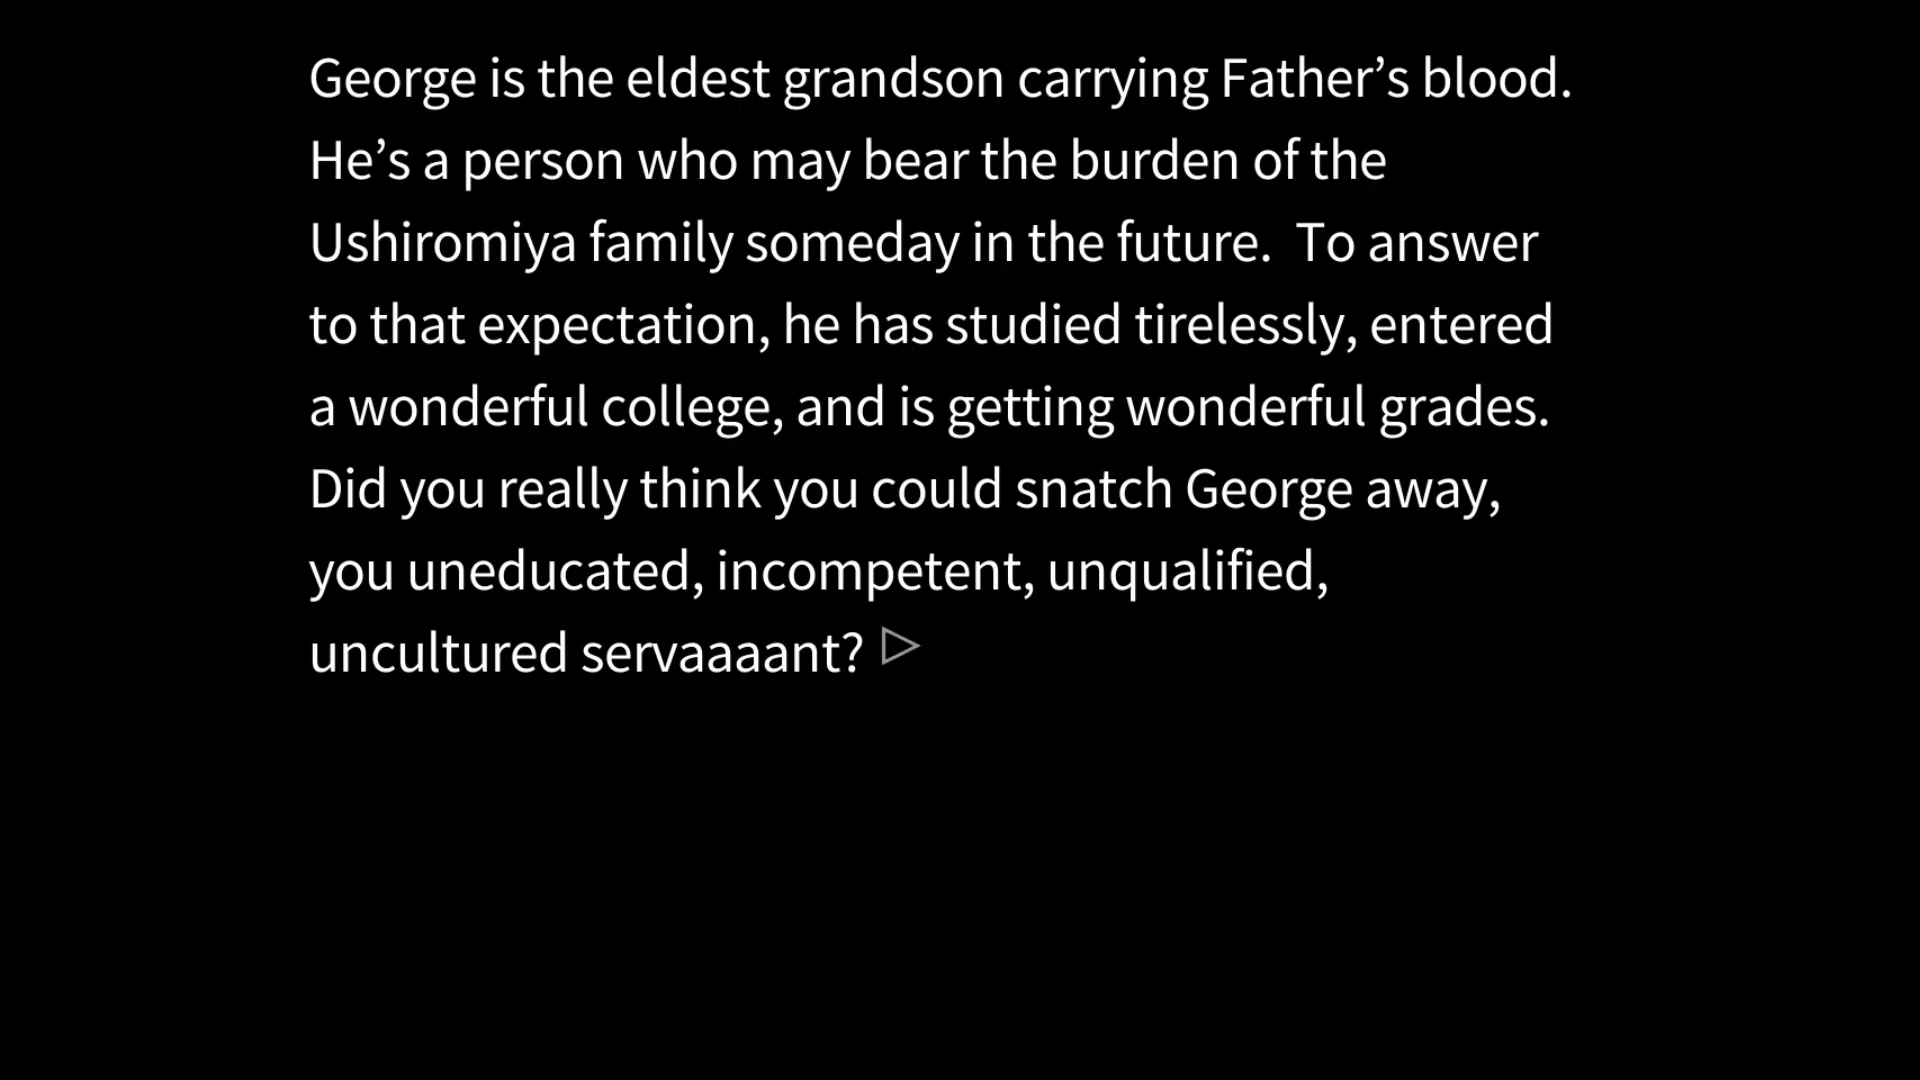 George is the eldest grandson carrying Father’s blood.
He’s a person who may bear the burden of the
Ushiromiya family someday in the future.  To answer
to that expectation, he has studied tirelessly, entered
a wonderful college, and is getting wonderful grades.
Did you really think you could snatch George away,
you uneducated, incompetent, unqualified,
uncultured servaaaant?